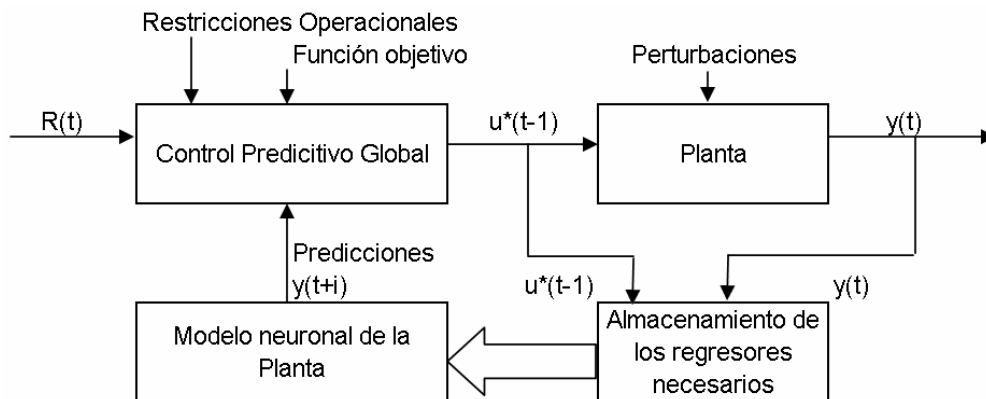 Restricciones Operacionales
Función objetivo
Perturbaciones
R(t)
Control Predicitivo Global
u*(t-1)
Planta
y(t)
Predicciones
y(t+i)
u*(t-1)
y(t)
Modelo neuronal de la
Planta
Almacenamiento de
los regresores
necesarios